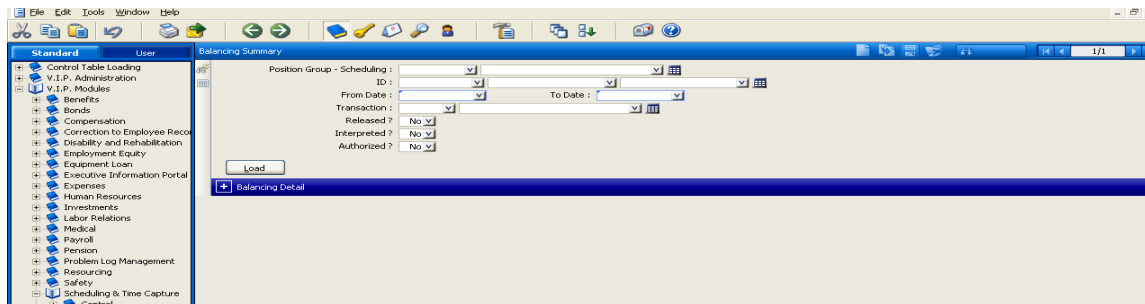 File Edit Tools Window Help
Standard User
Balancing Summary
1/1
Control Table Loading
V.I.P. Administration
V.I.P. Modules
Benefits
Bonds
Compensation
Correction to Employee Recor
Disability and Rehabilitation
Employment Equity
Equipment Loan
Executive Information Portal
Expenses
Human Resources
Investments
Labor Relations
Medical
Payroll
Pension
Problem Log Management
Resourcing
Safety
Scheduling & Time Capture
Control
Position Group - Scheduling :
ID :
From Date : To Date :
Transaction :
Released ? No
Interpreted ? No
Authorized ? No
Load
Balancing Detail